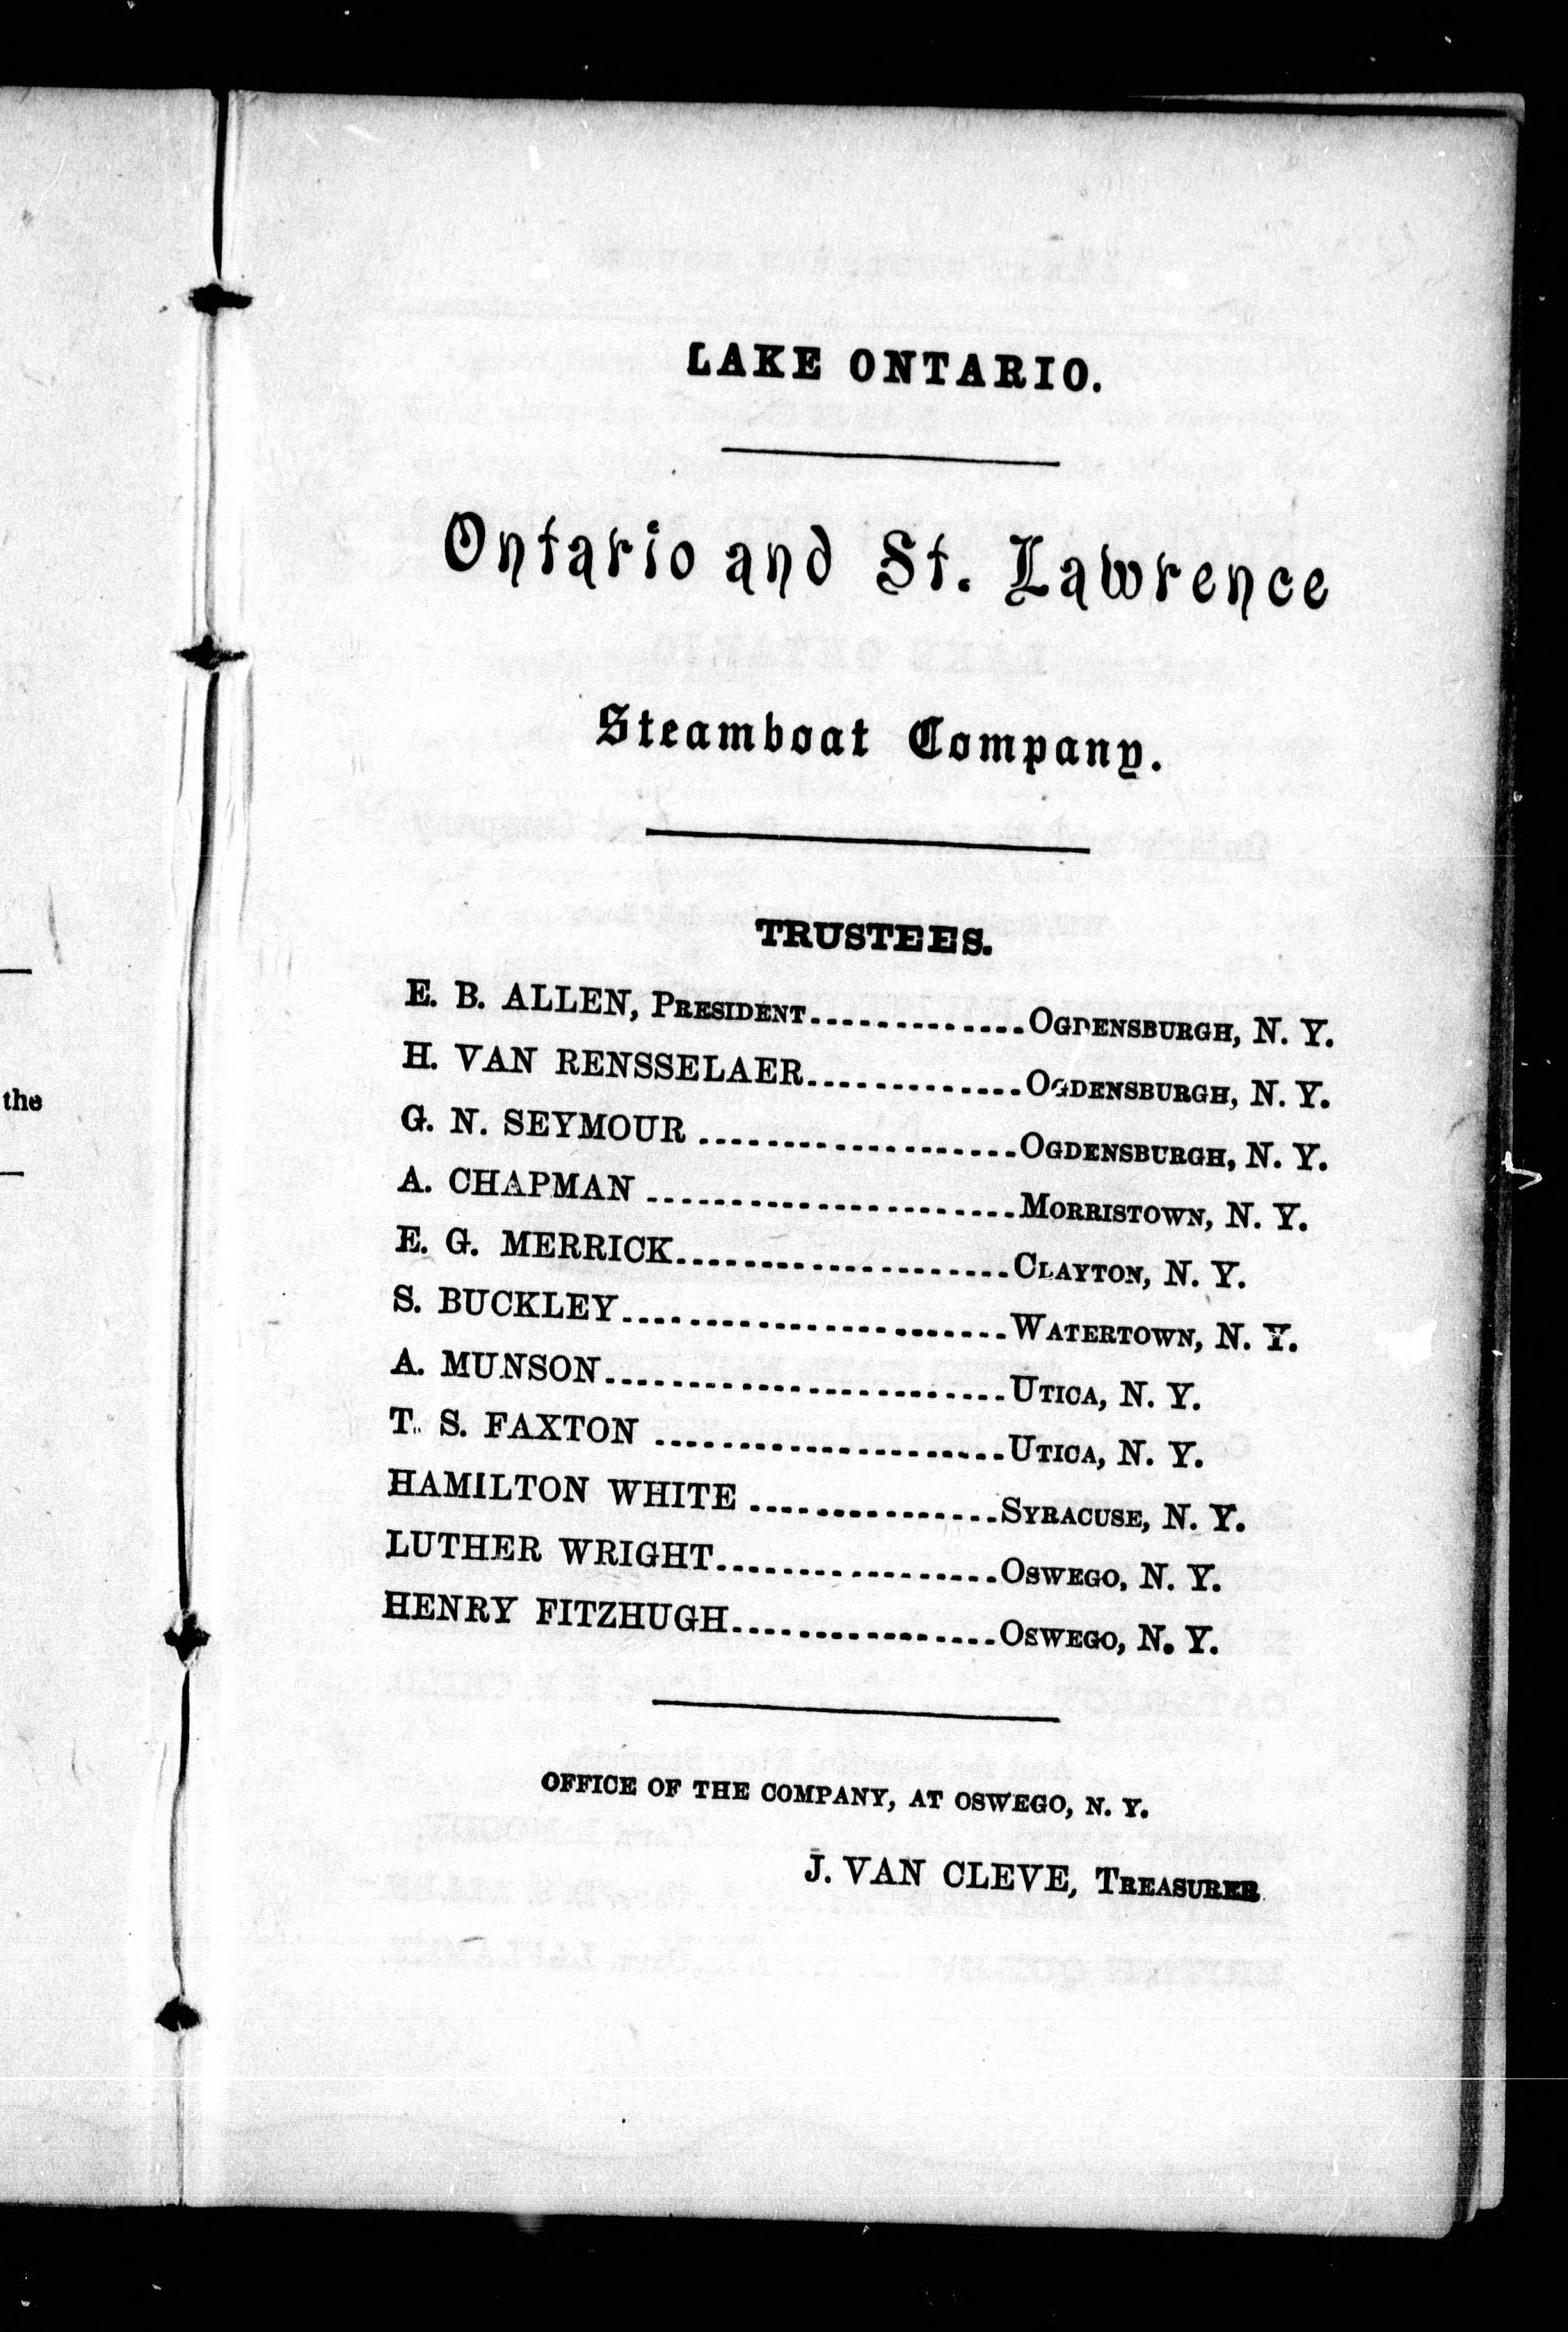 LAKE ONTARIO.
Ontario and St. Lawrence
Steamboat Company.
TRUSTEES.
E. B. ALLEN, PRESIDENT.............OGDENSBURGH, N. Y.
H. VAN RENSSELAER.............OGDENSBURGH, N. Y.
G. N. SEYMOUR ...................OGDENSBURGH, N. Y.
A. CHAPMAN ......................MORRISTOWN, N. Y.
E. G. MERRICK....................CLAYTON, N. Y.
S. BUCKLEY.......................WATERTOWN, N. Y.
A. MUNSON........................UTICA, N. Y.
T. S. FAXTON .....................UTICA, N. Y.
HAMILTON WHITE ...............SYRACUSE, N. Y.
LUTHER WRIGHT.................OSWEGO, N. Y.
HENRY FITZHUGH................OSWEGO, N. Y.
OFFICE OF THE COMPANY, AT OSWEGO, N. Y.
J. VAN CLEVE, TREASURER
the